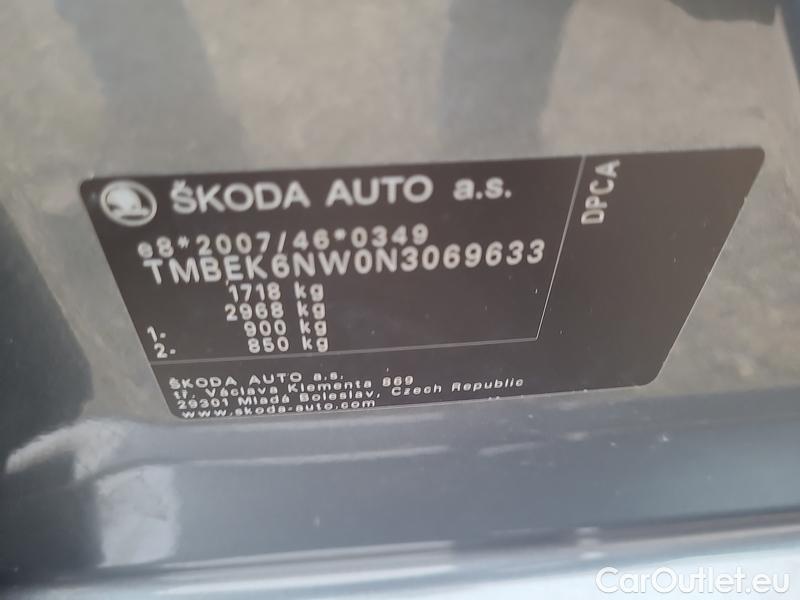 ŠKODA AUTO a.s.
DPCA
e8*2007/46*0349
TMBEK6NW0N3069633
1718 kg
2968 kg
1- 900 kg
2- 850 kg
ŠKODA AUTO a.s.
tř. Václava Klementa 869
29301 Mladá Boleslav, Czech Republic
www.skoda-auto.com
CarOutlet.eu